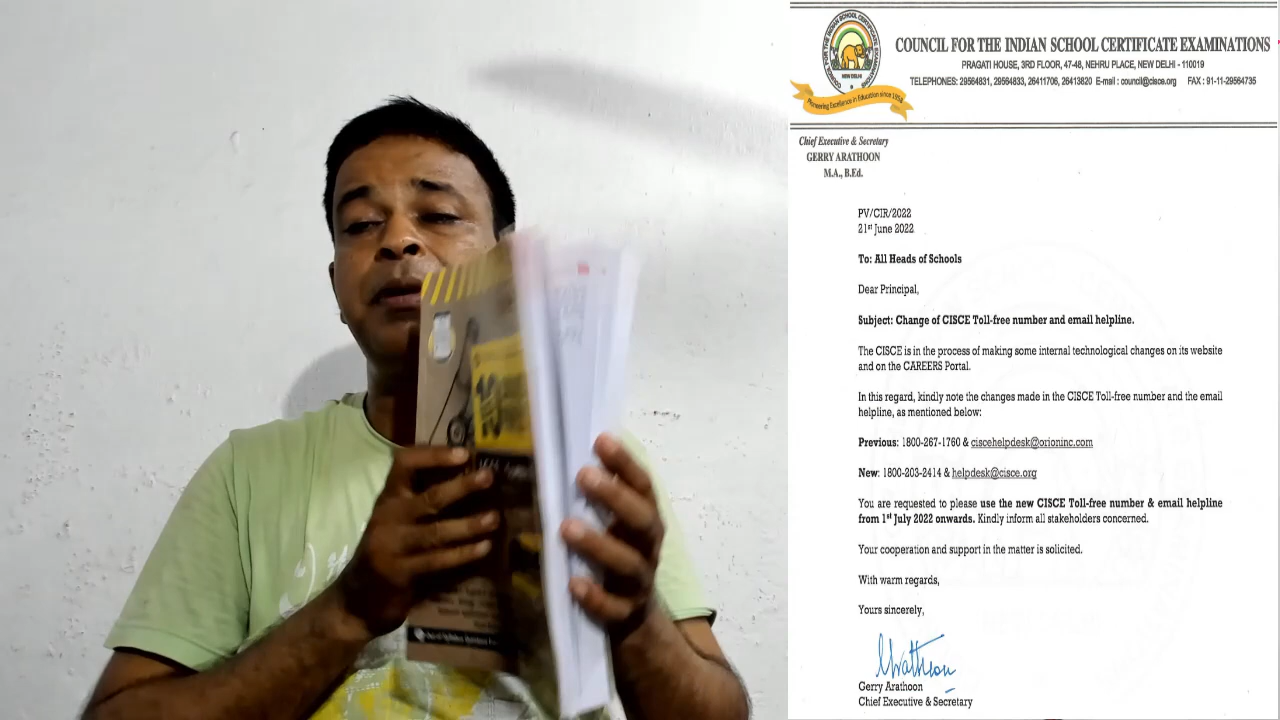 COUNCIL FOR THE INDIAN SCHOOL CERTIFICATE EXAMINATIONS
PRAGATI HOUSE, 3RD FLOOR, 47-48, NEHRU PLACE, NEW DELHI - 110019
TELEPHONES: 29564831, 29564833, 26411706, 26413820 E-mail : council@cisce.org FAX : 91-11-29564735
NEW DELHI
Pioneering Excellence in Education since 1958
Chief Executive & Secretary
GERRY ARATHOON
M.A., B.Ed.
PV/CIR/2022
21st June 2022
To: All Heads of Schools
Dear Principal,
Subject: Change of CISCE Toll-free number and email helpline.
The CISCE is in the process of making some internal technological changes on its website
and on the CAREERS Portal.
In this regard, kindly note the changes made in the CISCE Toll-free number and the email
helpline, as mentioned below:
Previous: 1800-267-1760 & ciscehelpdesk@orioninc.com
New: 1800-203-2414 & helpdesk@cisce.org
You are requested to please use the new CISCE Toll-free number & email helpline
from 1st July 2022 onwards. Kindly inform all stakeholders concerned.
Your cooperation and support in the matter is solicited.
With warm regards,
Yours sincerely,
Gerry Arathoon
Chief Executive & Secretary